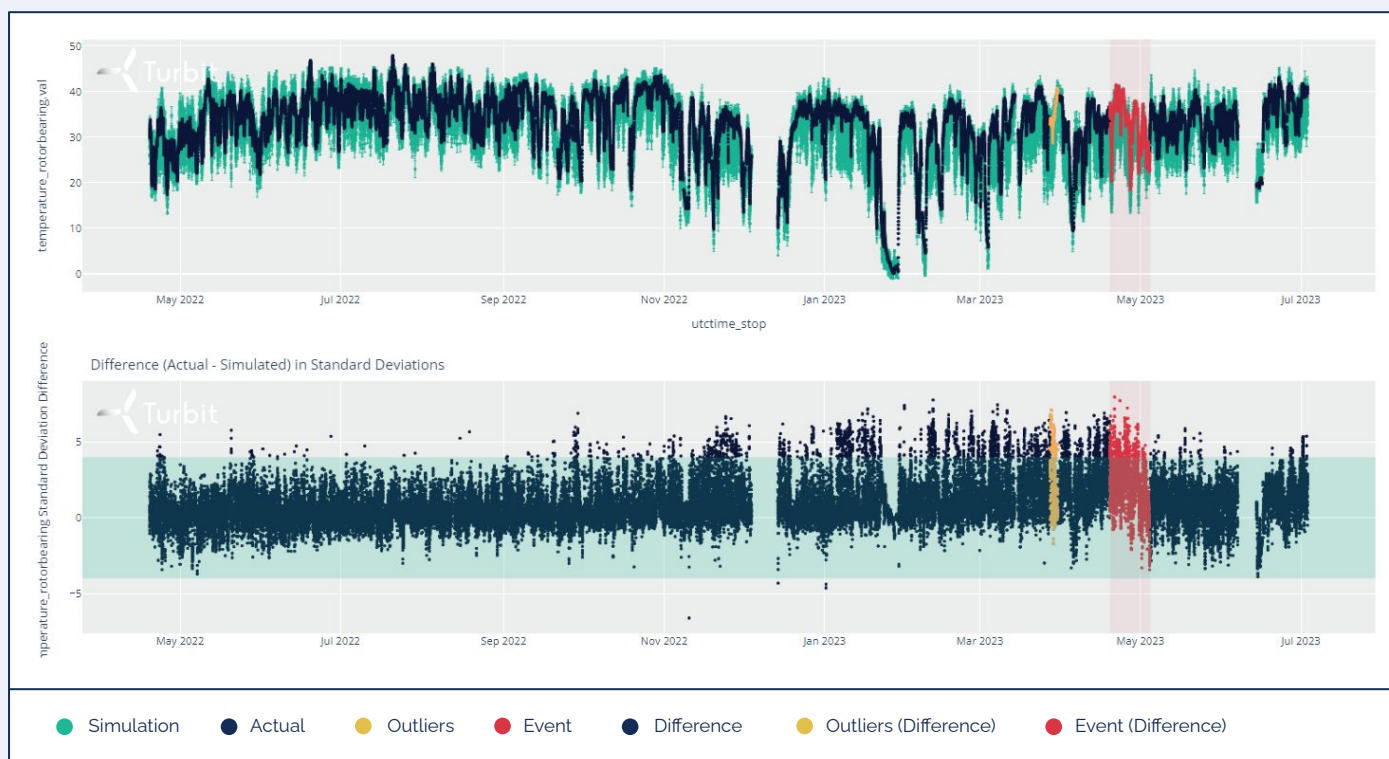 Turbit
temperature_rotorbearing.val
50
40
30
20
10
0
May 2022 Jul 2022 Sep 2022 Nov 2022 Jan 2023 Mar 2023 May 2023 Jul 2023
utctime_stop
Difference (Actual - Simulated) in Standard Deviations
Turbit
mperature_rotorbearing Standard Deviation Difference
5
0
−5
May 2022 Jul 2022 Sep 2022 Nov 2022 Jan 2023 Mar 2023 May 2023 Jul 2023
Simulation Actual Outliers Event Difference Outliers (Difference) Event (Difference)